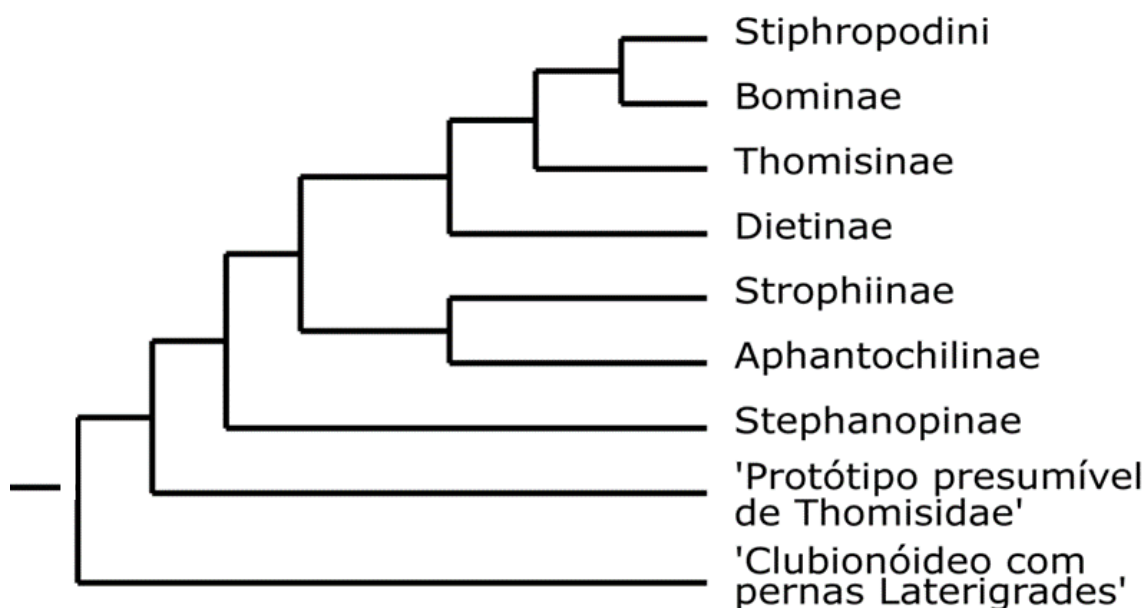 Stiphropodini
Bominae
Thomisinae
Dietinae
Strophiinae
Aphantochilinae
Stephanopinae
'Protótipo presumível
de Thomisidae'
'Clubionóideo com
pernas Laterigrades'